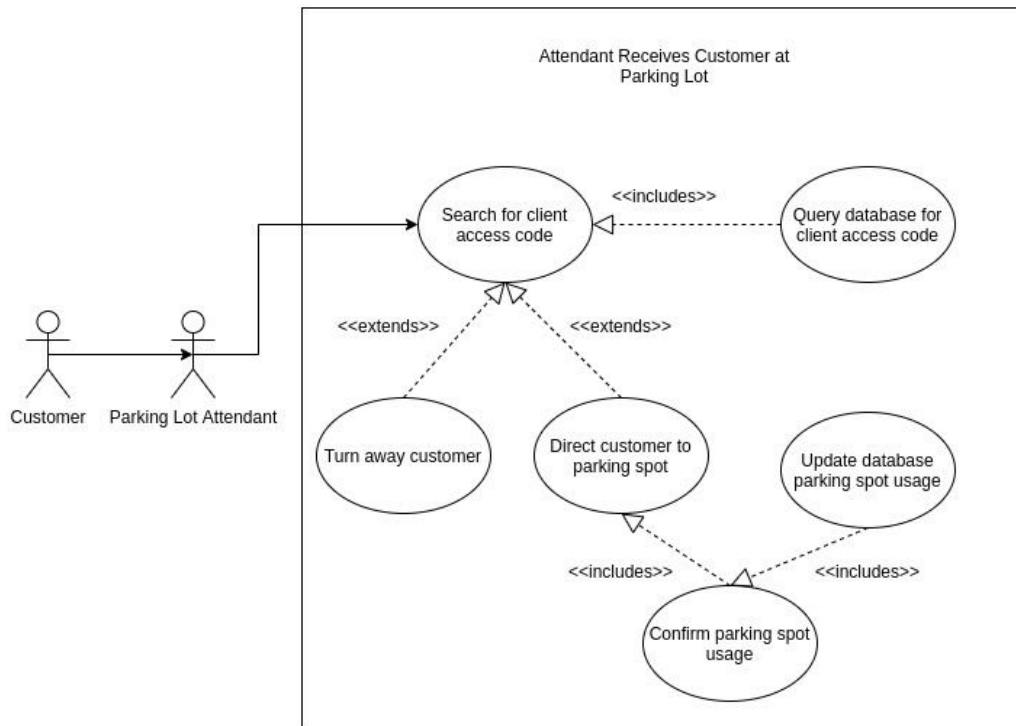 Attendant Receives Customer at
Parking Lot
<<includes>>
Search for client
access code
Query database for
client access code
<<extends>>
<<extends>>
Customer
Parking Lot Attendant
Turn away customer
Direct customer to
parking spot
Update database
parking spot usage
<<includes>>
<<includes>>
Confirm parking spot
usage